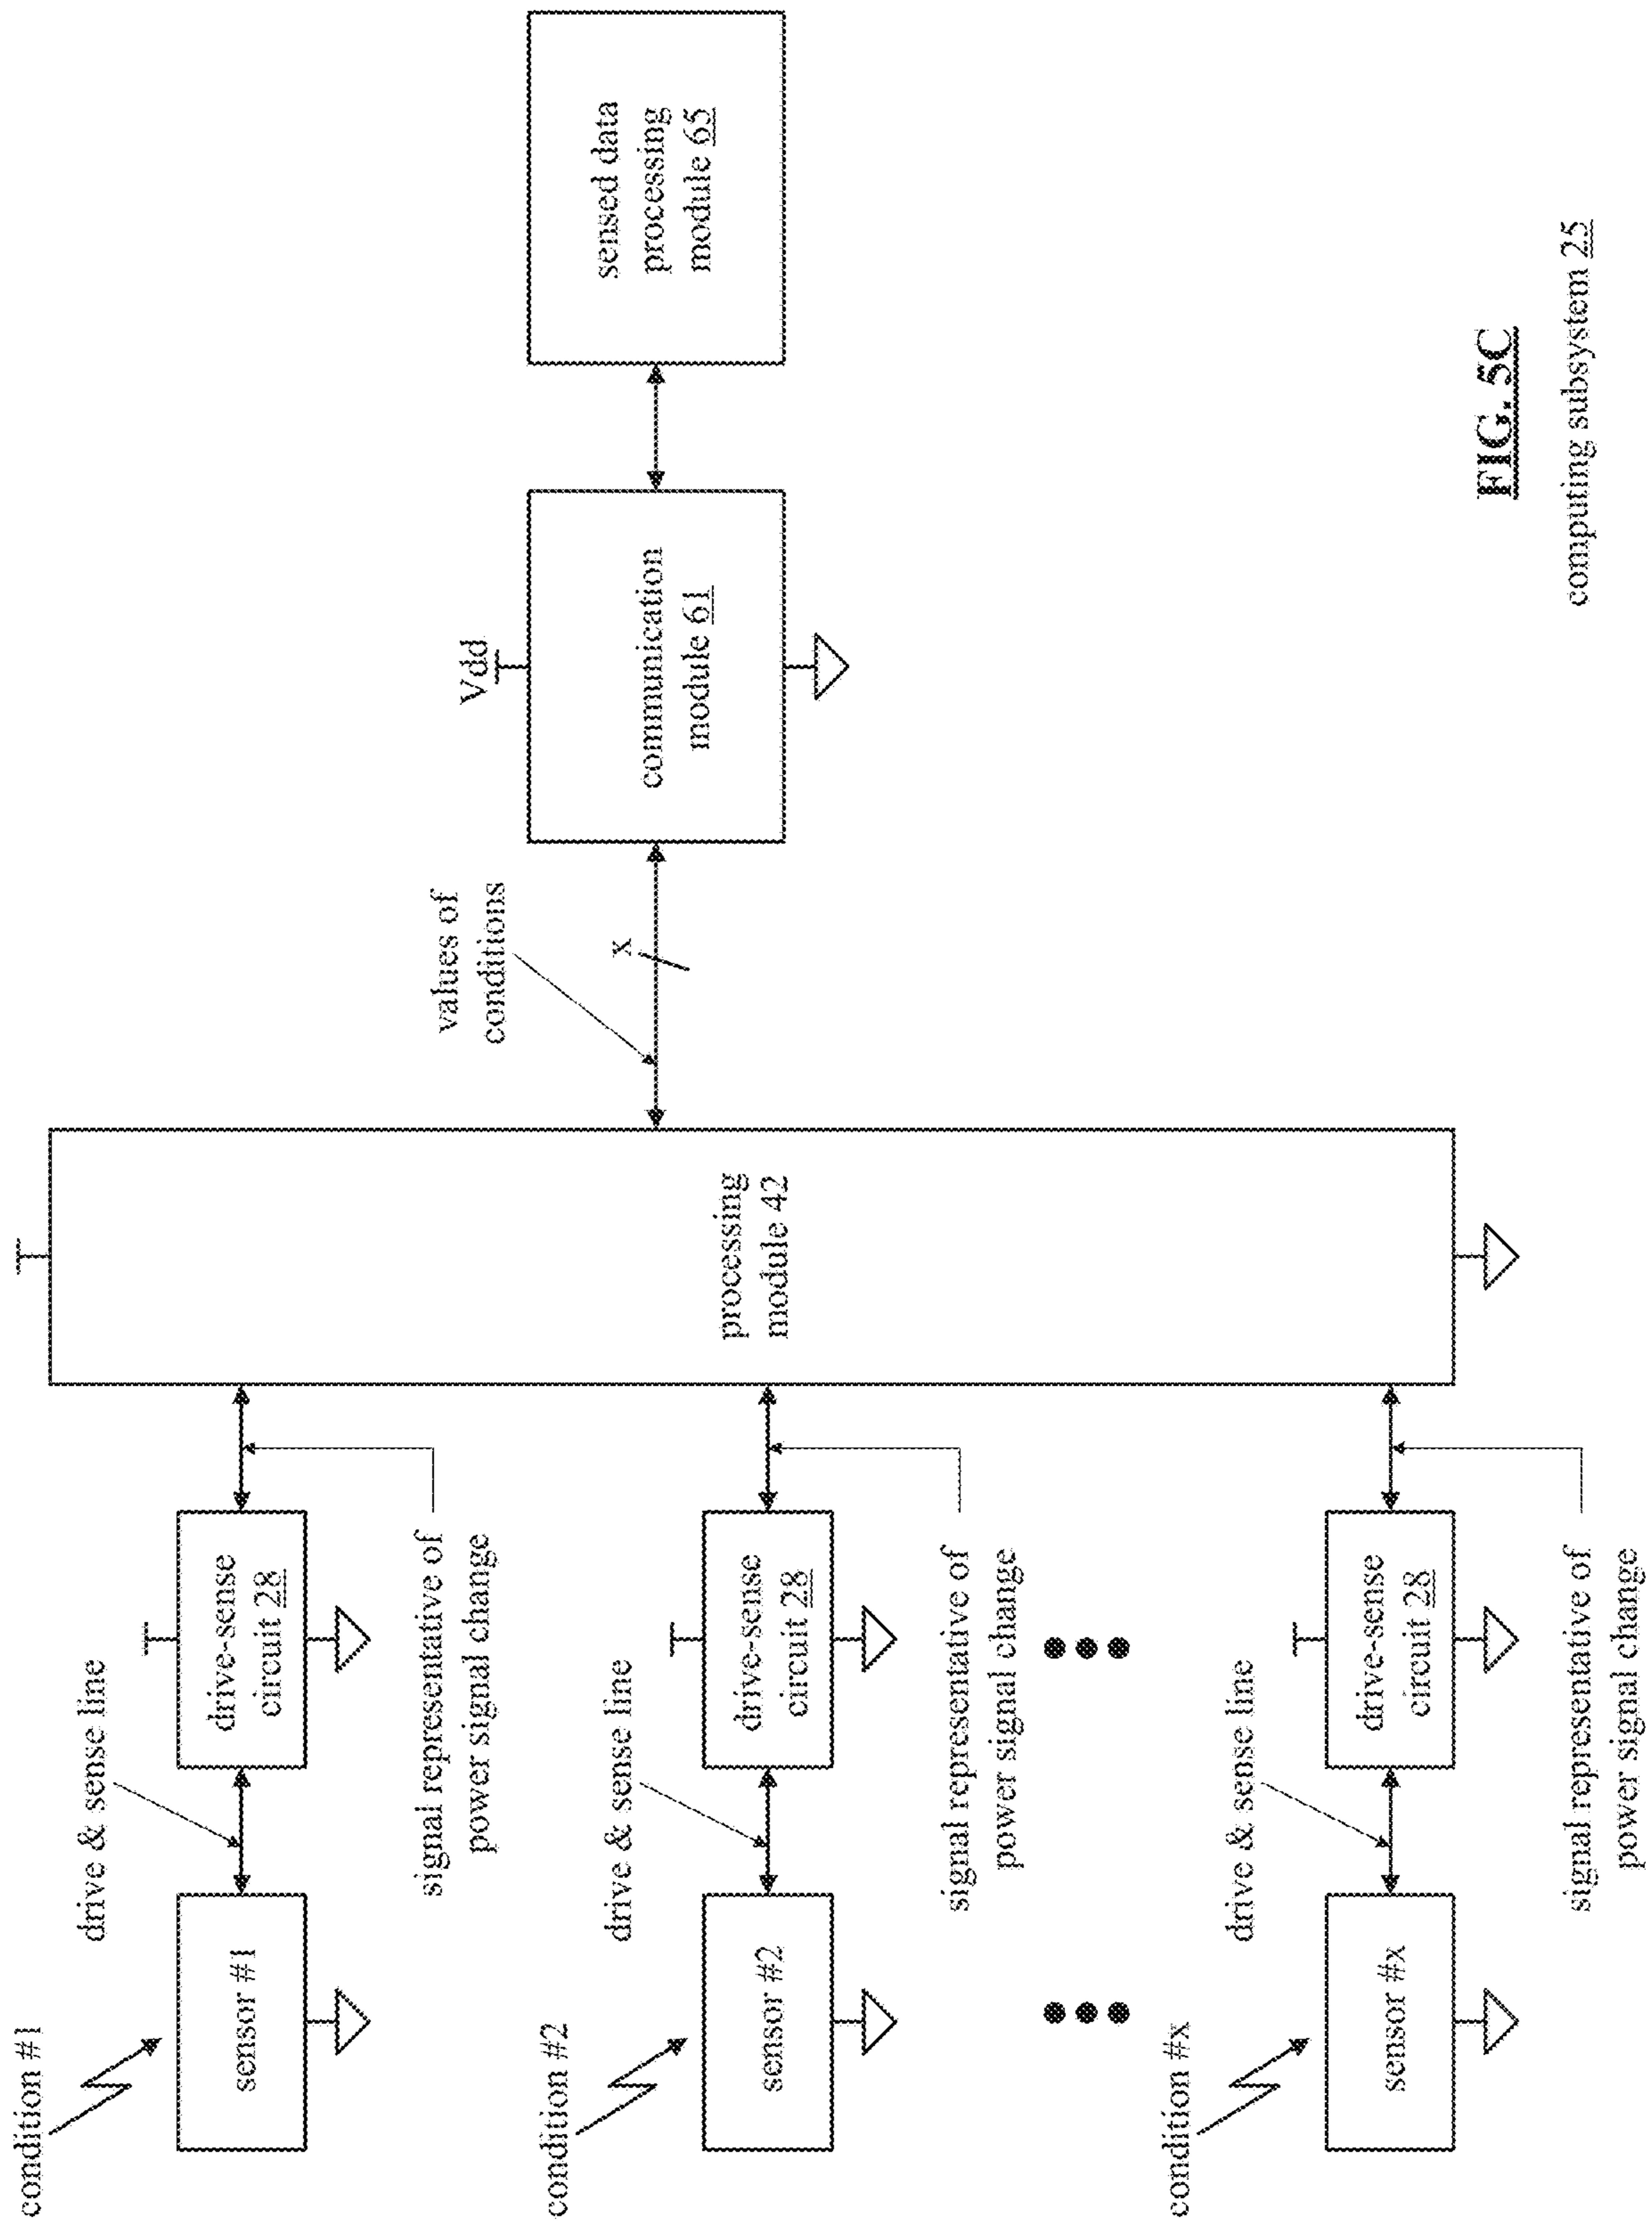 condition #1
sensor #1
drive & sense line
drive-sense
circuit 28
signal representative of
power signal change
condition #2
sensor #2
drive & sense line
drive-sense
circuit 28
signal representative of
power signal change
condition #x
sensor #x
drive & sense line
drive-sense
circuit 28
signal representative of
power signal change
processing
module 42
values of
conditions
x
Vdd
communication
module 61
sensed data
processing
module 65
FIG. 5C
computing subsystem 25